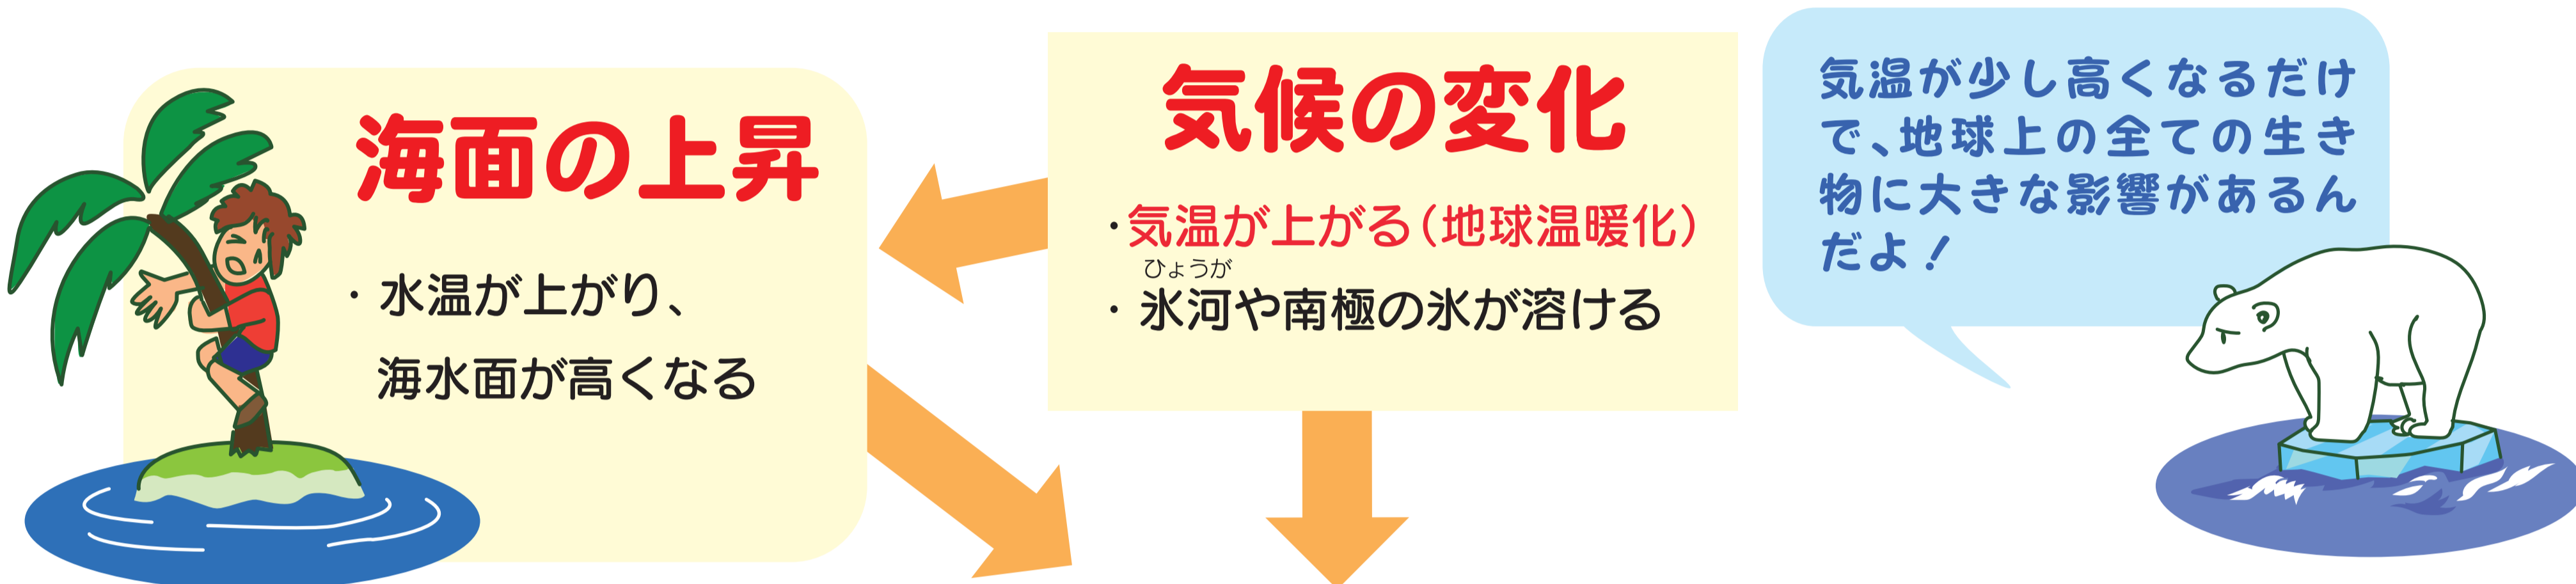 海面の上昇
・水温が上がり、
海水面が高くなる
気候の変化
・気温が上がる（地球温暖化）
ひょうが
・氷河や南極の氷が溶ける
気温が少し高くなるだけ
で、地球上の全ての生き
物に大きな影響があるん
だよ！